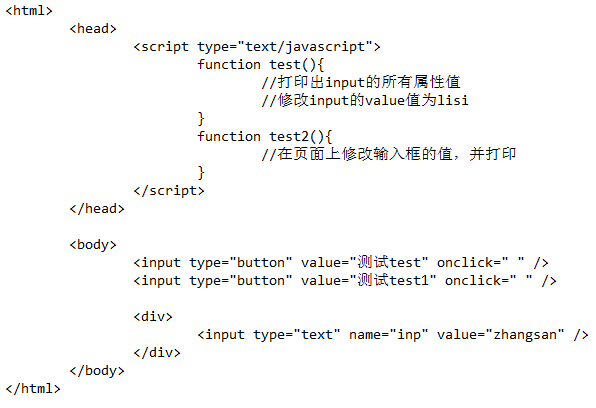 <html>
<head>
<script type="text/javascript">
function test(){
//打印出input的所有属性值
//修改input的value值为lisi
}
function test2(){
//在页面上修改输入框的值，并打印
}
</script>
</head>
<body>
<input type="button" value="测试test" onclick=" " />
<input type="button" value="测试test1" onclick=" " />
<div>
<input type="text" name="inp" value="zhangsan" />
</div>
</body>
</html>